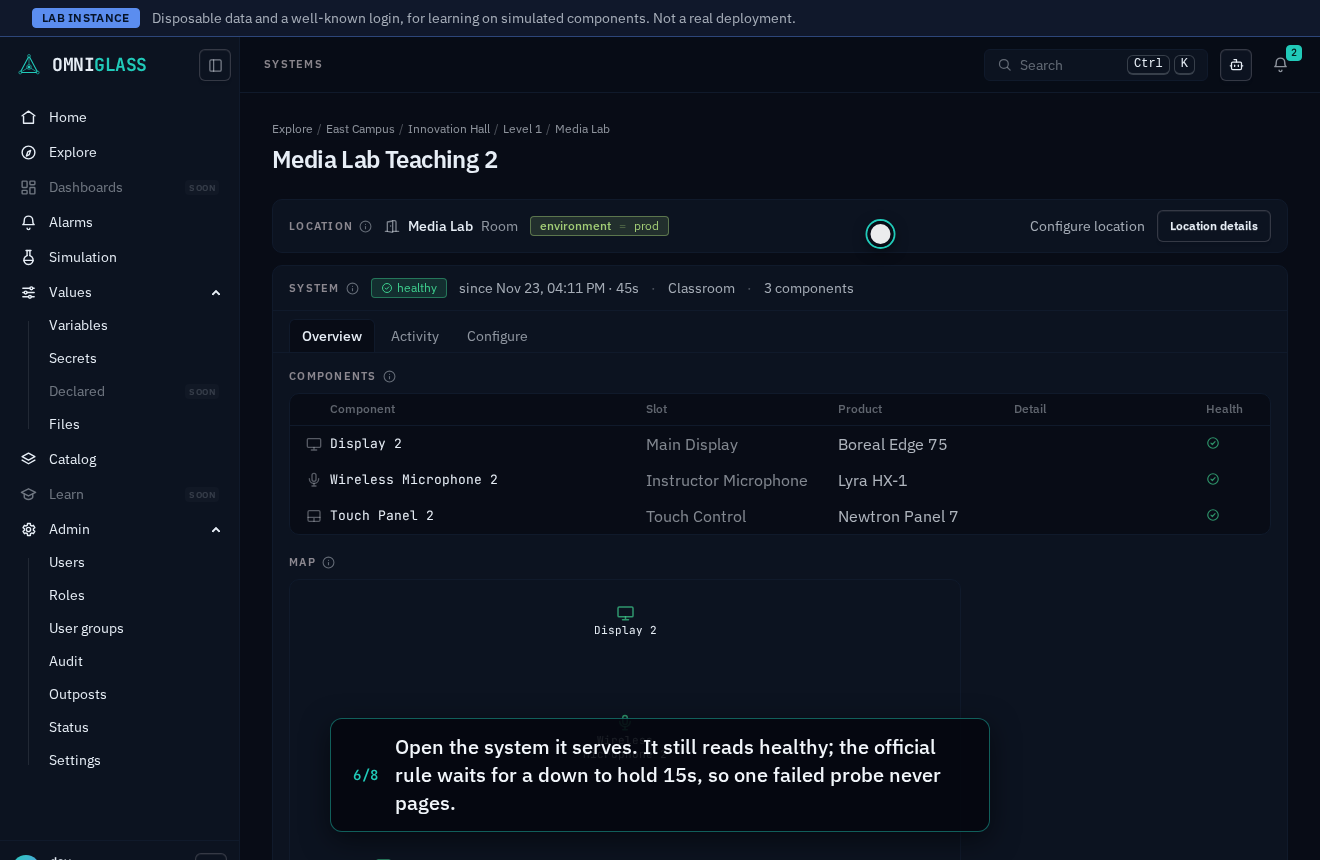 LAB INSTANCE Disposable data and a well-known login, for learning on simulated components. Not a real deployment.
OMNIGLASS
SYSTEMS
Search Ctrl K
2
Home
Explore
Dashboards SOON
Alarms
Simulation
Values
Variables
Secrets
Declared SOON
Files
Catalog
Learn SOON
Admin
Users
Roles
User groups
Audit
Outposts
Status
Settings
Explore / East Campus / Innovation Hall / Level 1 / Media Lab
Media Lab Teaching 2
LOCATION Media Lab Room environment = prod Configure location Location details
SYSTEM healthy since Nov 23, 04:11 PM · 45s · Classroom · 3 components
Overview Activity Configure
COMPONENTS
Component Slot Product Detail Health
Display 2 Main Display Boreal Edge 75
Wireless Microphone 2 Instructor Microphone Lyra HX-1
Touch Panel 2 Touch Control Newtron Panel 7
MAP
Display 2
6/8 Open the system it serves. It still reads healthy; the official
rule waits for a down to hold 15s, so one failed probe never
pages.